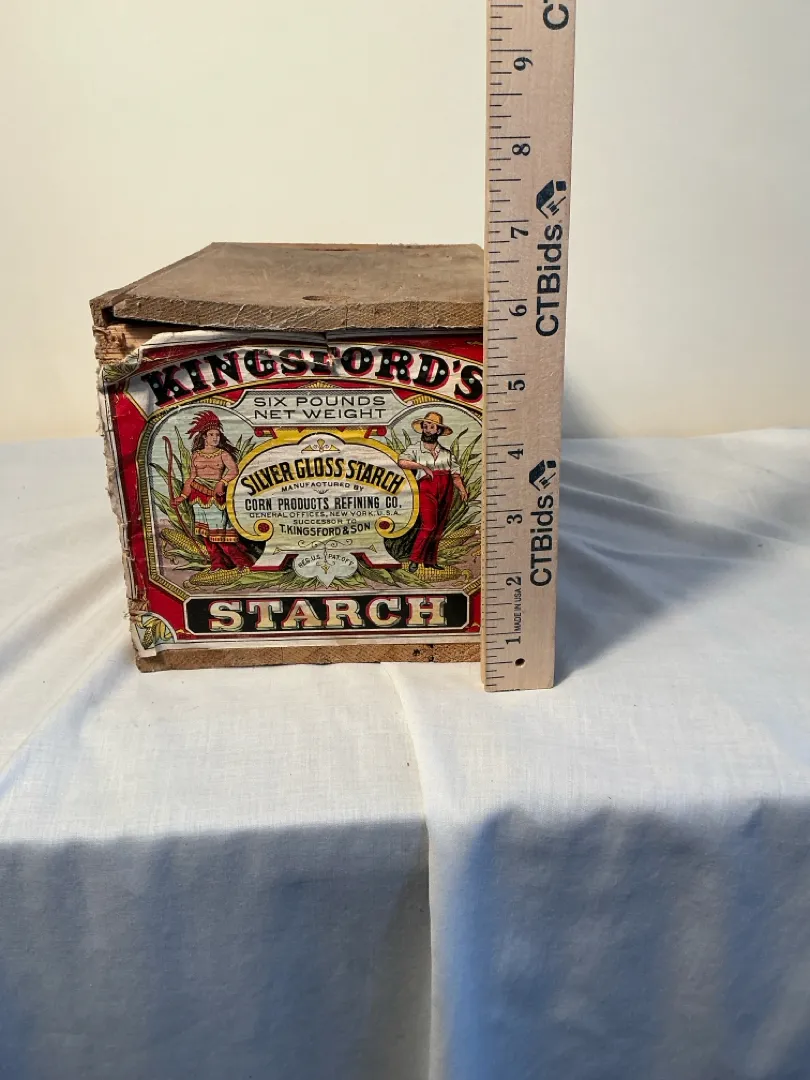 KINGSFORD'S
SIX POUNDS
NET WEIGHT
SILVER GLOSS STARCH
MANUFACTURED BY
CORN PRODUCTS REFINING CO.
GENERAL OFFICES, NEW YORK, U.S.A.
SUCCESSOR TO
T. KINGSFORD & SON
REG. U.S. PAT. OFF.
STARCH
1 2 3 4 5 6 7 8 9
MADE IN USA
CTBids
CTBids